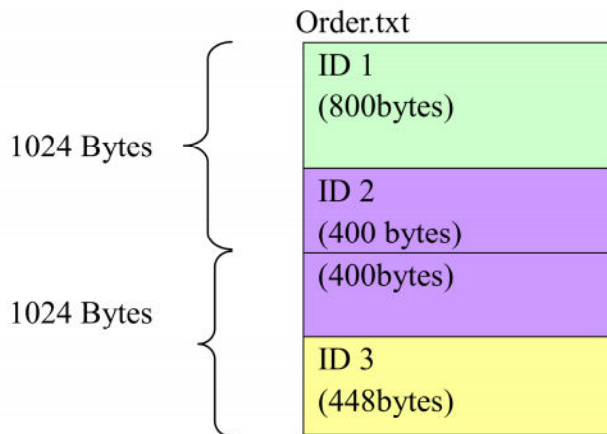 Order.txt
ID 1
(800bytes)
1024 Bytes
ID 2
(400 bytes)
(400bytes)
1024 Bytes
ID 3
(448bytes)